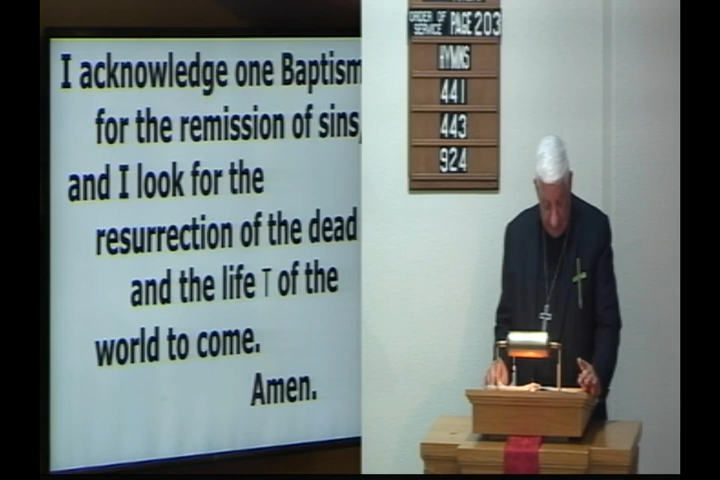 I acknowledge one Baptism
for the remission of sins,
and I look for the
resurrection of the dead
and the life T of the
world to come.
Amen.
ORDER OF
SERVICE PAGE 203
HYMNS
441
443
924